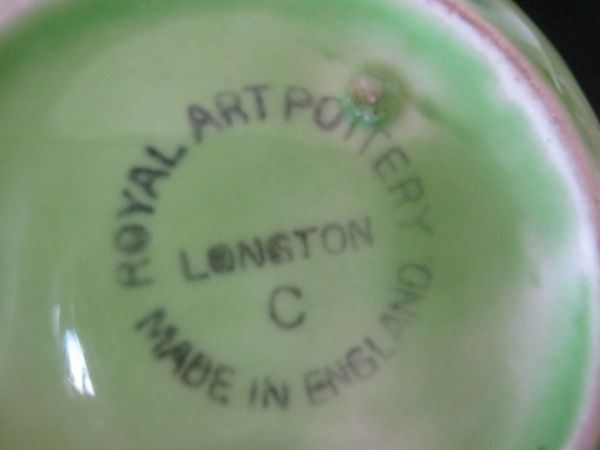 ROYAL ART POTTERY
LONGTON
C
MADE IN ENGLAND.